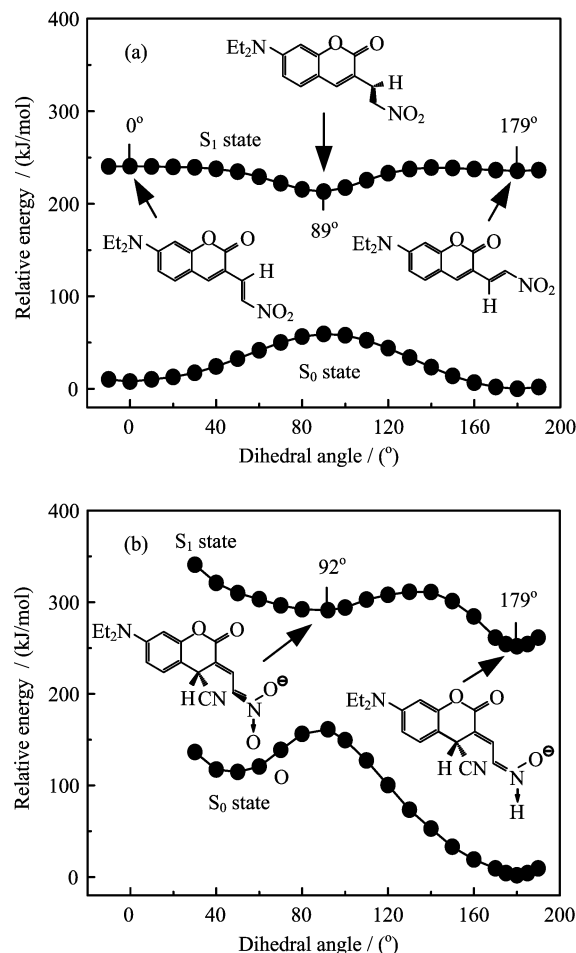 400
(a)
Et2N
O
O
H
NO2
300
0°
S1 state
179°
200
89°
Et2N
O
O
H
NO2
Et2N
O
O
H
NO2
100
S0 state
0
Relative energy / (kJ/mol)
0 40 80 120 160 200
Dihedral angle / (°)
400
S1 state
(b)
92°
179°
300
Et2N
O
O
H CN
N
O ⊖
O
200
Et2N
O
O
H CN
N
O ⊖
H
100
S0 state
O
0
Relative energy / (kJ/mol)
0 40 80 120 160 200
Dihedral angle / (°)